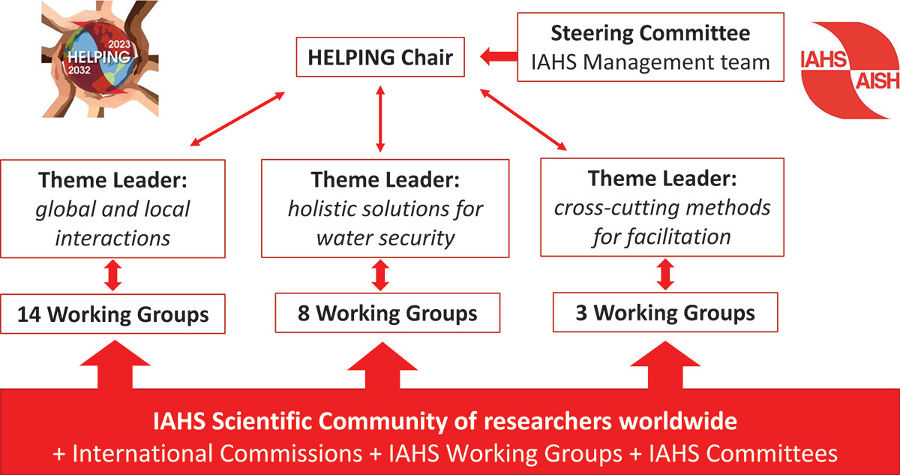 2023
HELPING
2032
HELPING Chair
Steering Committee
IAHS Management team
IAHS
AISH
Theme Leader:
global and local
interactions
Theme Leader:
holistic solutions for
water security
Theme Leader:
cross-cutting methods
for facilitation
14 Working Groups
8 Working Groups
3 Working Groups
IAHS Scientific Community of researchers worldwide
+ International Commissions + IAHS Working Groups + IAHS Committees